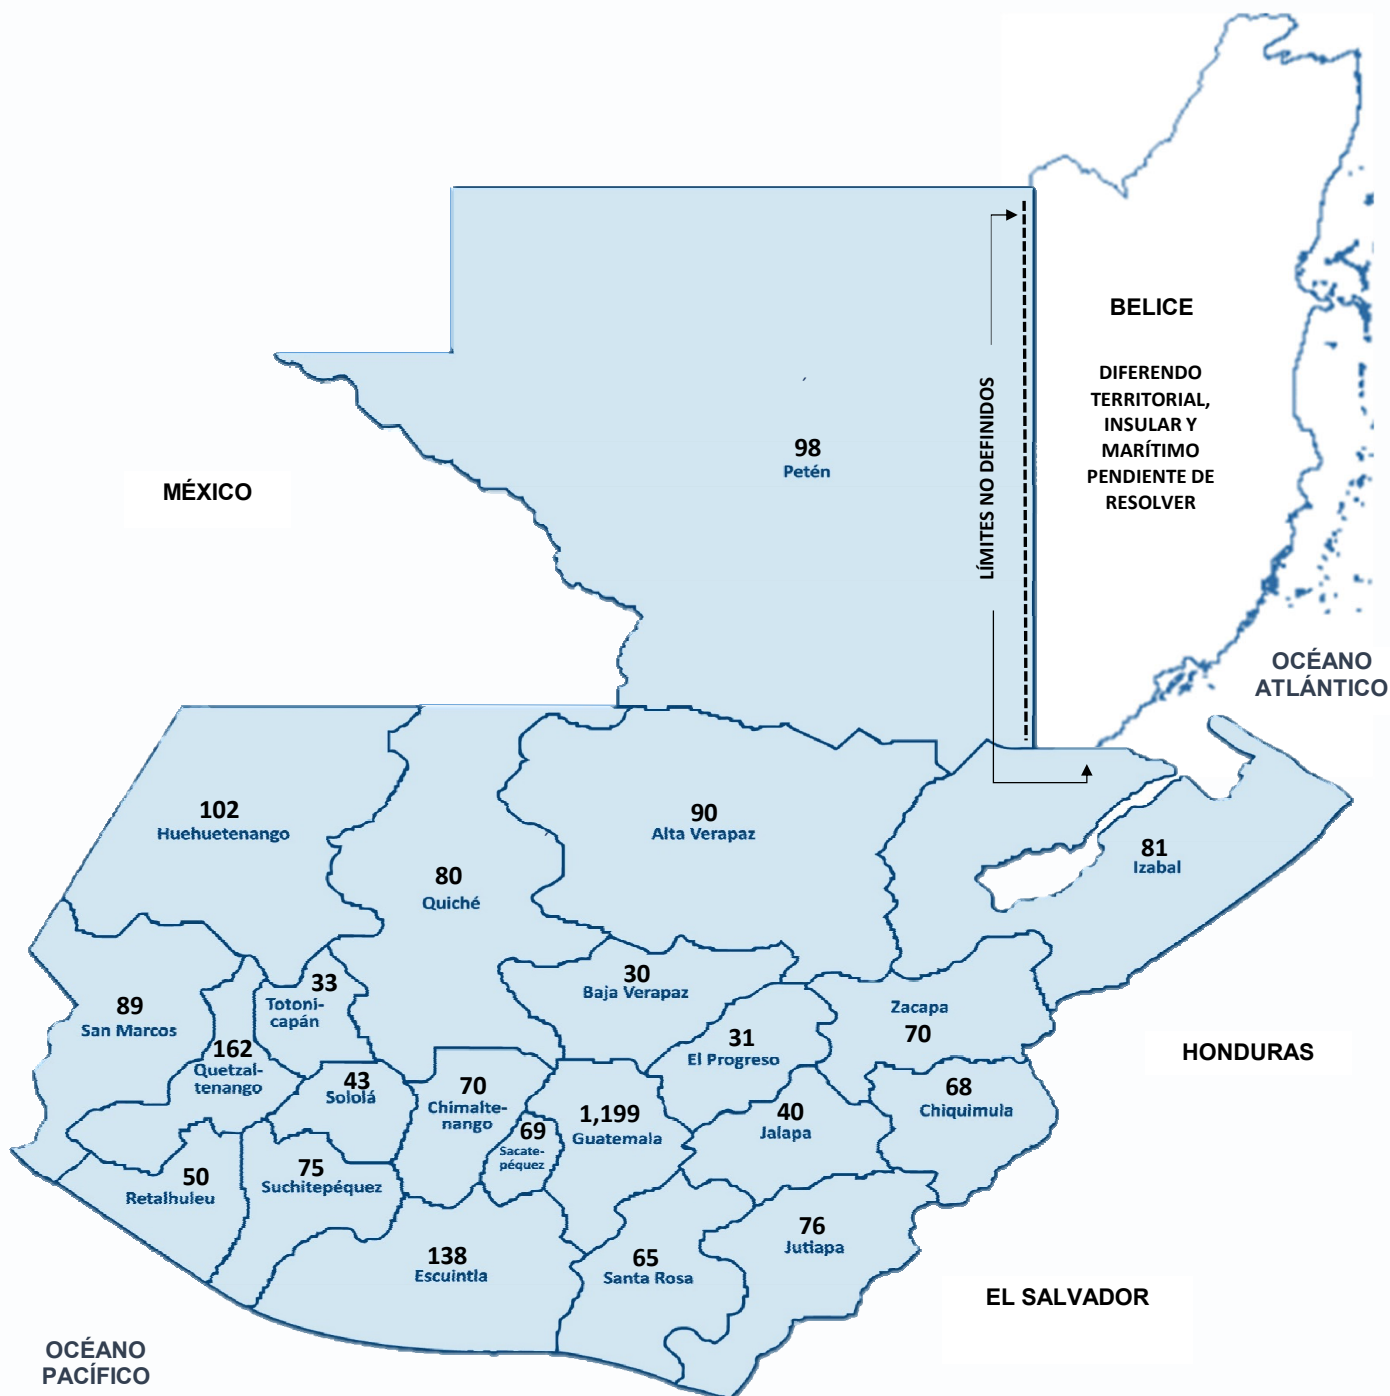 BELICE
DIFERENDO
TERRITORIAL,
INSULAR Y
MARÍTIMO
PENDIENTE DE
RESOLVER
LÍMITES NO DEFINIDOS
98
Petén
MÉXICO
OCÉANO
ATLÁNTICO
102
Huehuetenango
90
Alta Verapaz
81
Izabal
80
Quiché
33
Totoni-
capán
30
Baja Verapaz
89
San Marcos
Zacapa
70
31
El Progreso
162
Quetzal-
tenango
HONDURAS
43
Sololá
70
Chimalte-
nango
1,199
Guatemala
68
Chiquimula
40
Jalapa
69
Sacate-
péquez
50
Retalhuleu
75
Suchitepéquez
76
Jutiapa
138
Escuintla
65
Santa Rosa
EL SALVADOR
OCÉANO
PACÍFICO